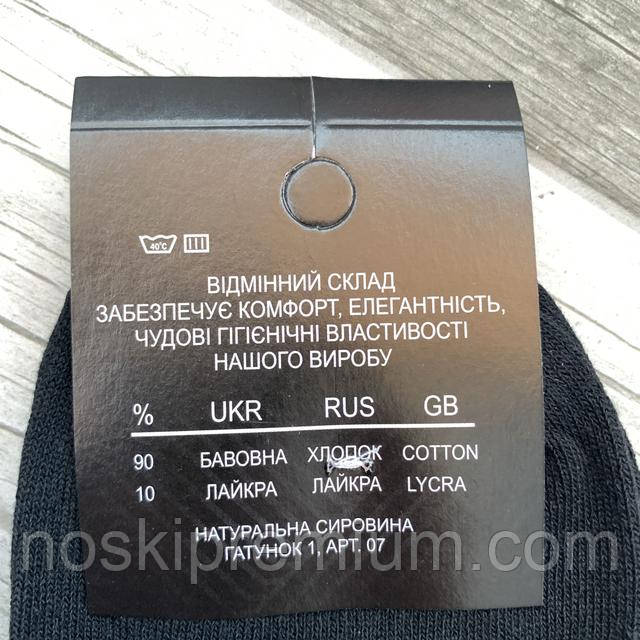 40°C
ВІДМІННИЙ СКЛАД
ЗАБЕЗПЕЧУЄ КОМФОРТ, ЕЛЕГАНТНІСТЬ,
ЧУДОВІ ГІГІЄНІЧНІ ВЛАСТИВОСТІ
НАШОГО ВИРОБУ
% UKR RUS GB
90 БАВОВНА ХЛОПОК COTTON
10 ЛАЙКРА ЛАЙКРА LYCRA
НАТУРАЛЬНА СИРОВИНА
ГАТУНОК 1, АРТ. 07
noskipremium.com.ua